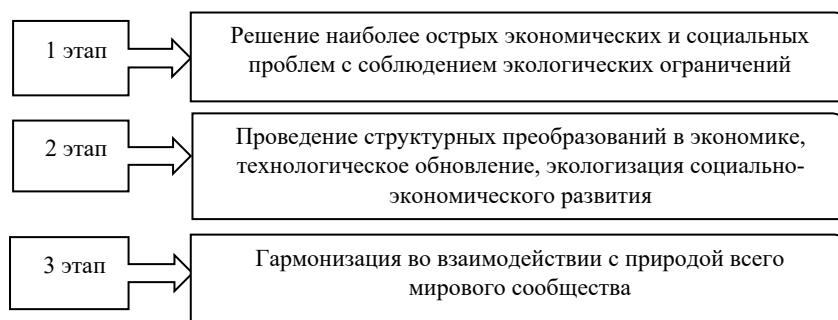 1 этап
Решение наиболее острых экономических и социальных
проблем с соблюдением экологических ограничений
2 этап
Проведение структурных преобразований в экономике,
технологическое обновление, экологизация социально-
экономического развития
3 этап
Гармонизация во взаимодействии с природой всего
мирового сообщества